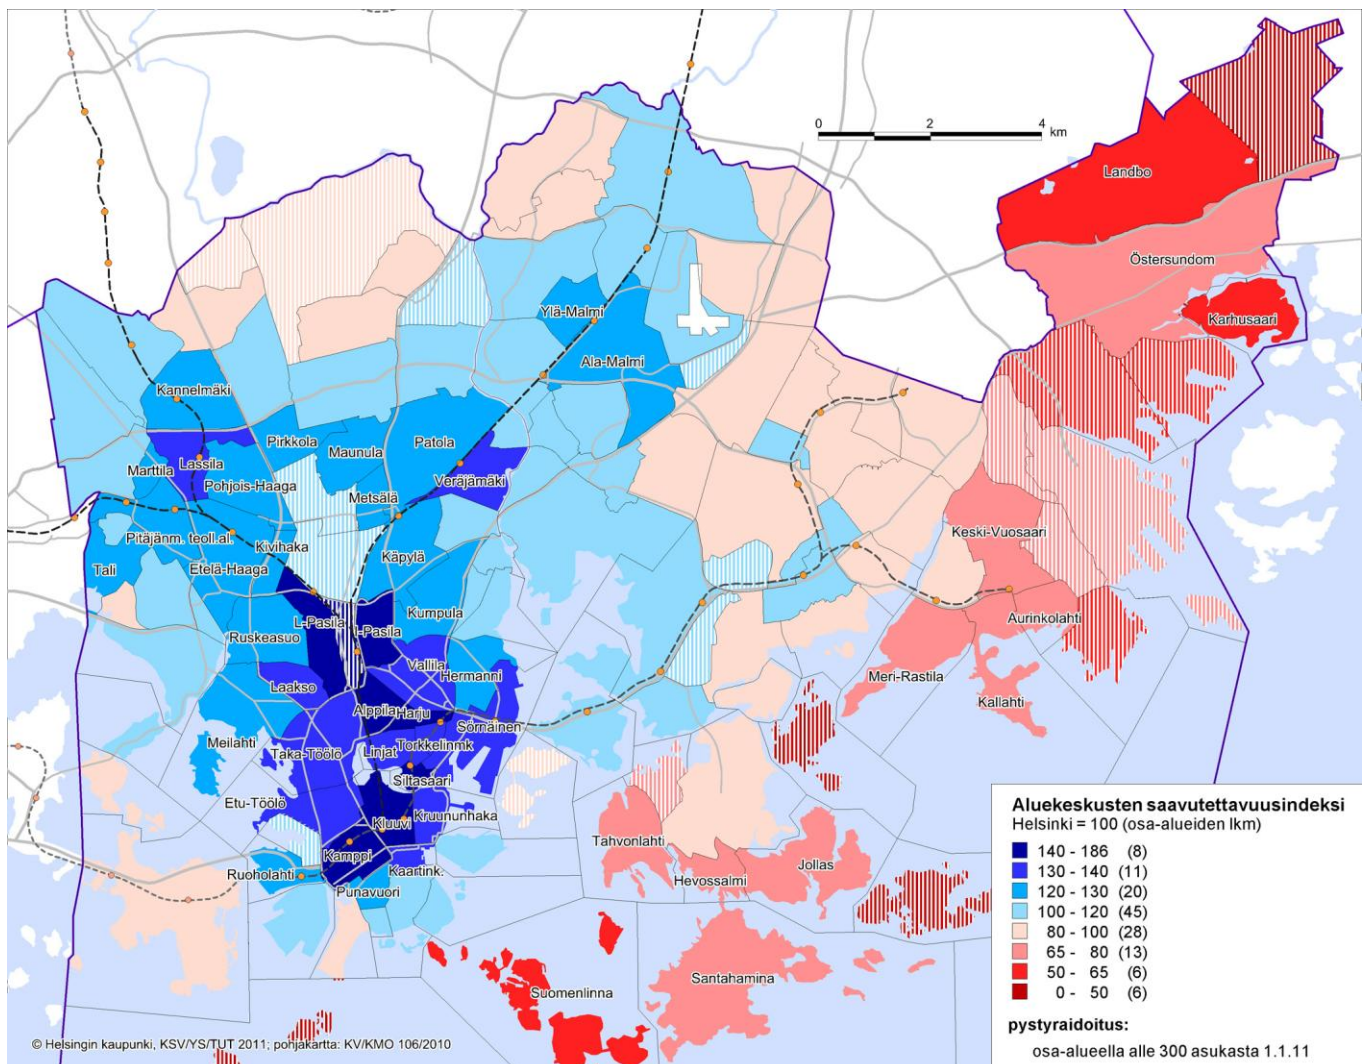 0 2 4
km
Landbo
Östersundom
Karhusaari
Ylä-Malmi
Ala-Malmi
Kannelmäki
Pirkkola
Maunula
Patola
Lassila
Marttila
Pohjois-Haaga
Veräjämäki
Metsälä
Pitäjänm. teoll.al.
Kivihaka
Käpylä
Keski-Vuosaari
Tali
Etelä-Haaga
L-Pasila
I-Pasila
Kumpula
Ruskeasuo
Aurinkolahti
Vallila
Hermanni
Meri-Rastila
Laakso
Kallahti
Alppila
Harju
Sörnäinen
Meilahti
Taka-Töölö
Linjat
Torkkelinmk
Siltasaari
Etu-Töölö
Kluuvi
Kruununhaka
Tahvonlahti
Kamppi
Jollas
Ruoholahti
Kaartink.
Hevossalmi
Punavuori
Santahamina
Suomenlinna
Aluekeskusten saavutettavuusindeksi
Helsinki = 100 (osa-alueiden lkm)
140 - 186 (8)
130 - 140 (11)
120 - 130 (20)
100 - 120 (45)
80 - 100 (28)
65 - 80 (13)
50 - 65 (6)
0 - 50 (6)
pystyraidoitus:
osa-alueella alle 300 asukasta 1.1.11
© Helsingin kaupunki, KSV/YS/TUT 2011; pohjakartta: KV/KMO 106/2010